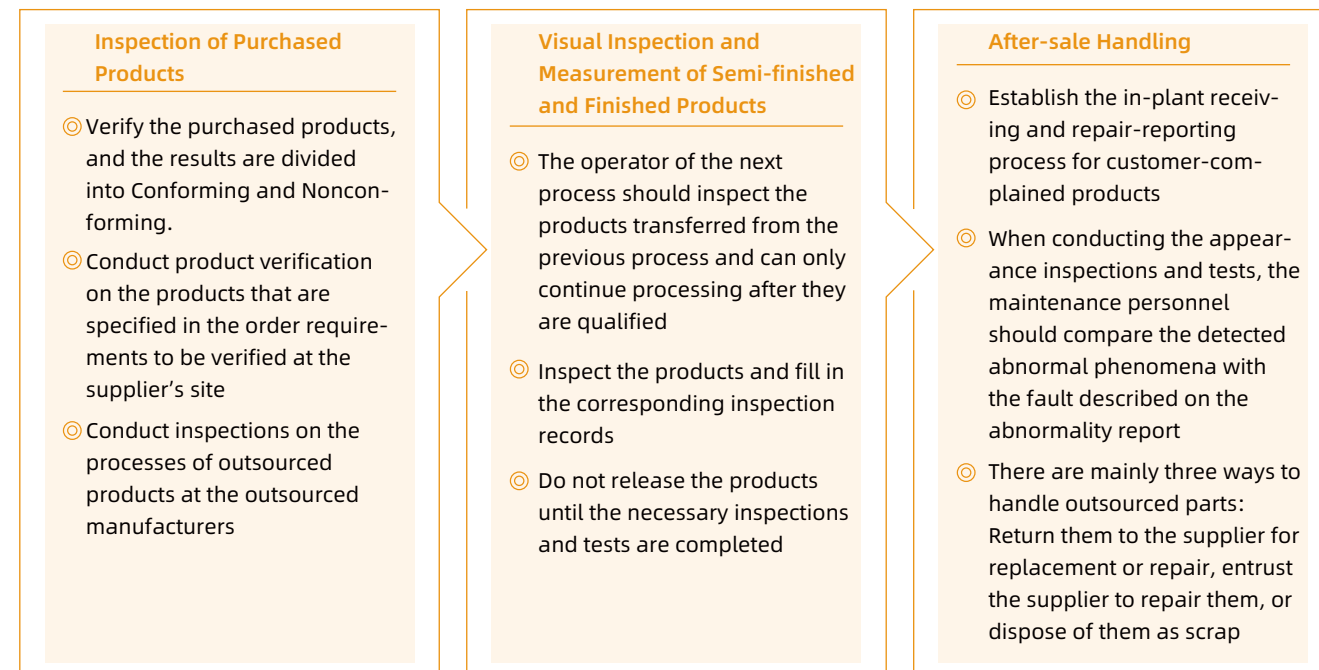 Inspection of Purchased
Products
Verify the purchased products,
and the results are divided
into Conforming and Noncon-
forming.
Conduct product verification
on the products that are
specified in the order require-
ments to be verified at the
supplier’s site
Conduct inspections on the
processes of outsourced
products at the outsourced
manufacturers
Visual Inspection and
Measurement of Semi-finished
and Finished Products
The operator of the next
process should inspect the
products transferred from the
previous process and can only
continue processing after they
are qualified
Inspect the products and fill in
the corresponding inspection
records
Do not release the products
until the necessary inspections
and tests are completed
After-sale Handling
Establish the in-plant receiv-
ing and repair-reporting
process for customer-com-
plained products
When conducting the appear-
ance inspections and tests, the
maintenance personnel
should compare the detected
abnormal phenomena with
the fault described on the
abnormality report
There are mainly three ways to
handle outsourced parts:
Return them to the supplier for
replacement or repair, entrust
the supplier to repair them, or
dispose of them as scrap